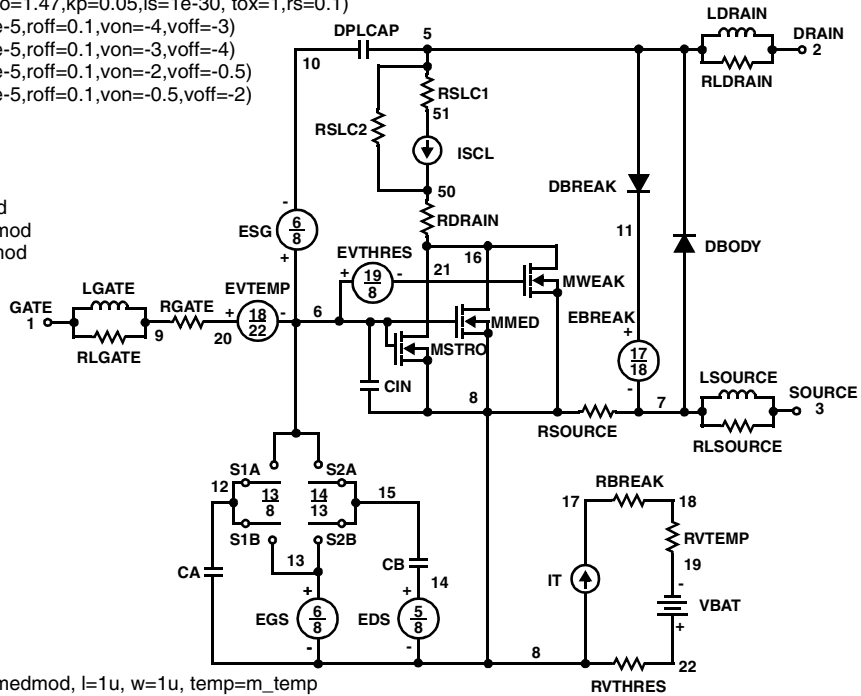 o=1.47,kp=0.05,is=1e-30, tox=1,rs=0.1)
e-5,roff=0.1,von=-4,voff=-3)
e-5,roff=0.1,von=-3,voff=-4)
e-5,roff=0.1,von=-2,voff=-0.5)
e-5,roff=0.1,von=-0.5,voff=-2)
d
mod
mod
LDRAIN
DPLCAP 5 DRAIN
10 2
RLDRAIN
RSLC1
51
RSLC2
ISCL
50
DBREAK
-
RDRAIN
ESG 6 8
11
DBODY
+
EVTHRES 16
+ 19 8 - 21
MWEAK
LGATE EVTEMP
GATE RGATE 6 EBREAK
1 + 18 22 - MMED +
9 20
MSTRO 17 18
RLGATE
LSOURCE
CIN - SOURCE
8 7 3
RSOURCE
RLSOURCE
S1A S2A
12 13 8 14 13 15
S1B S2B
RBREAK
17 18
RVTEMP
13 CB 19
CA 14 IT -
+ + VBAT
EGS 6 8 EDS 5 8 +
- - 8
22
RVTHRES
medmod, l=1u, w=1u, temp=m_temp